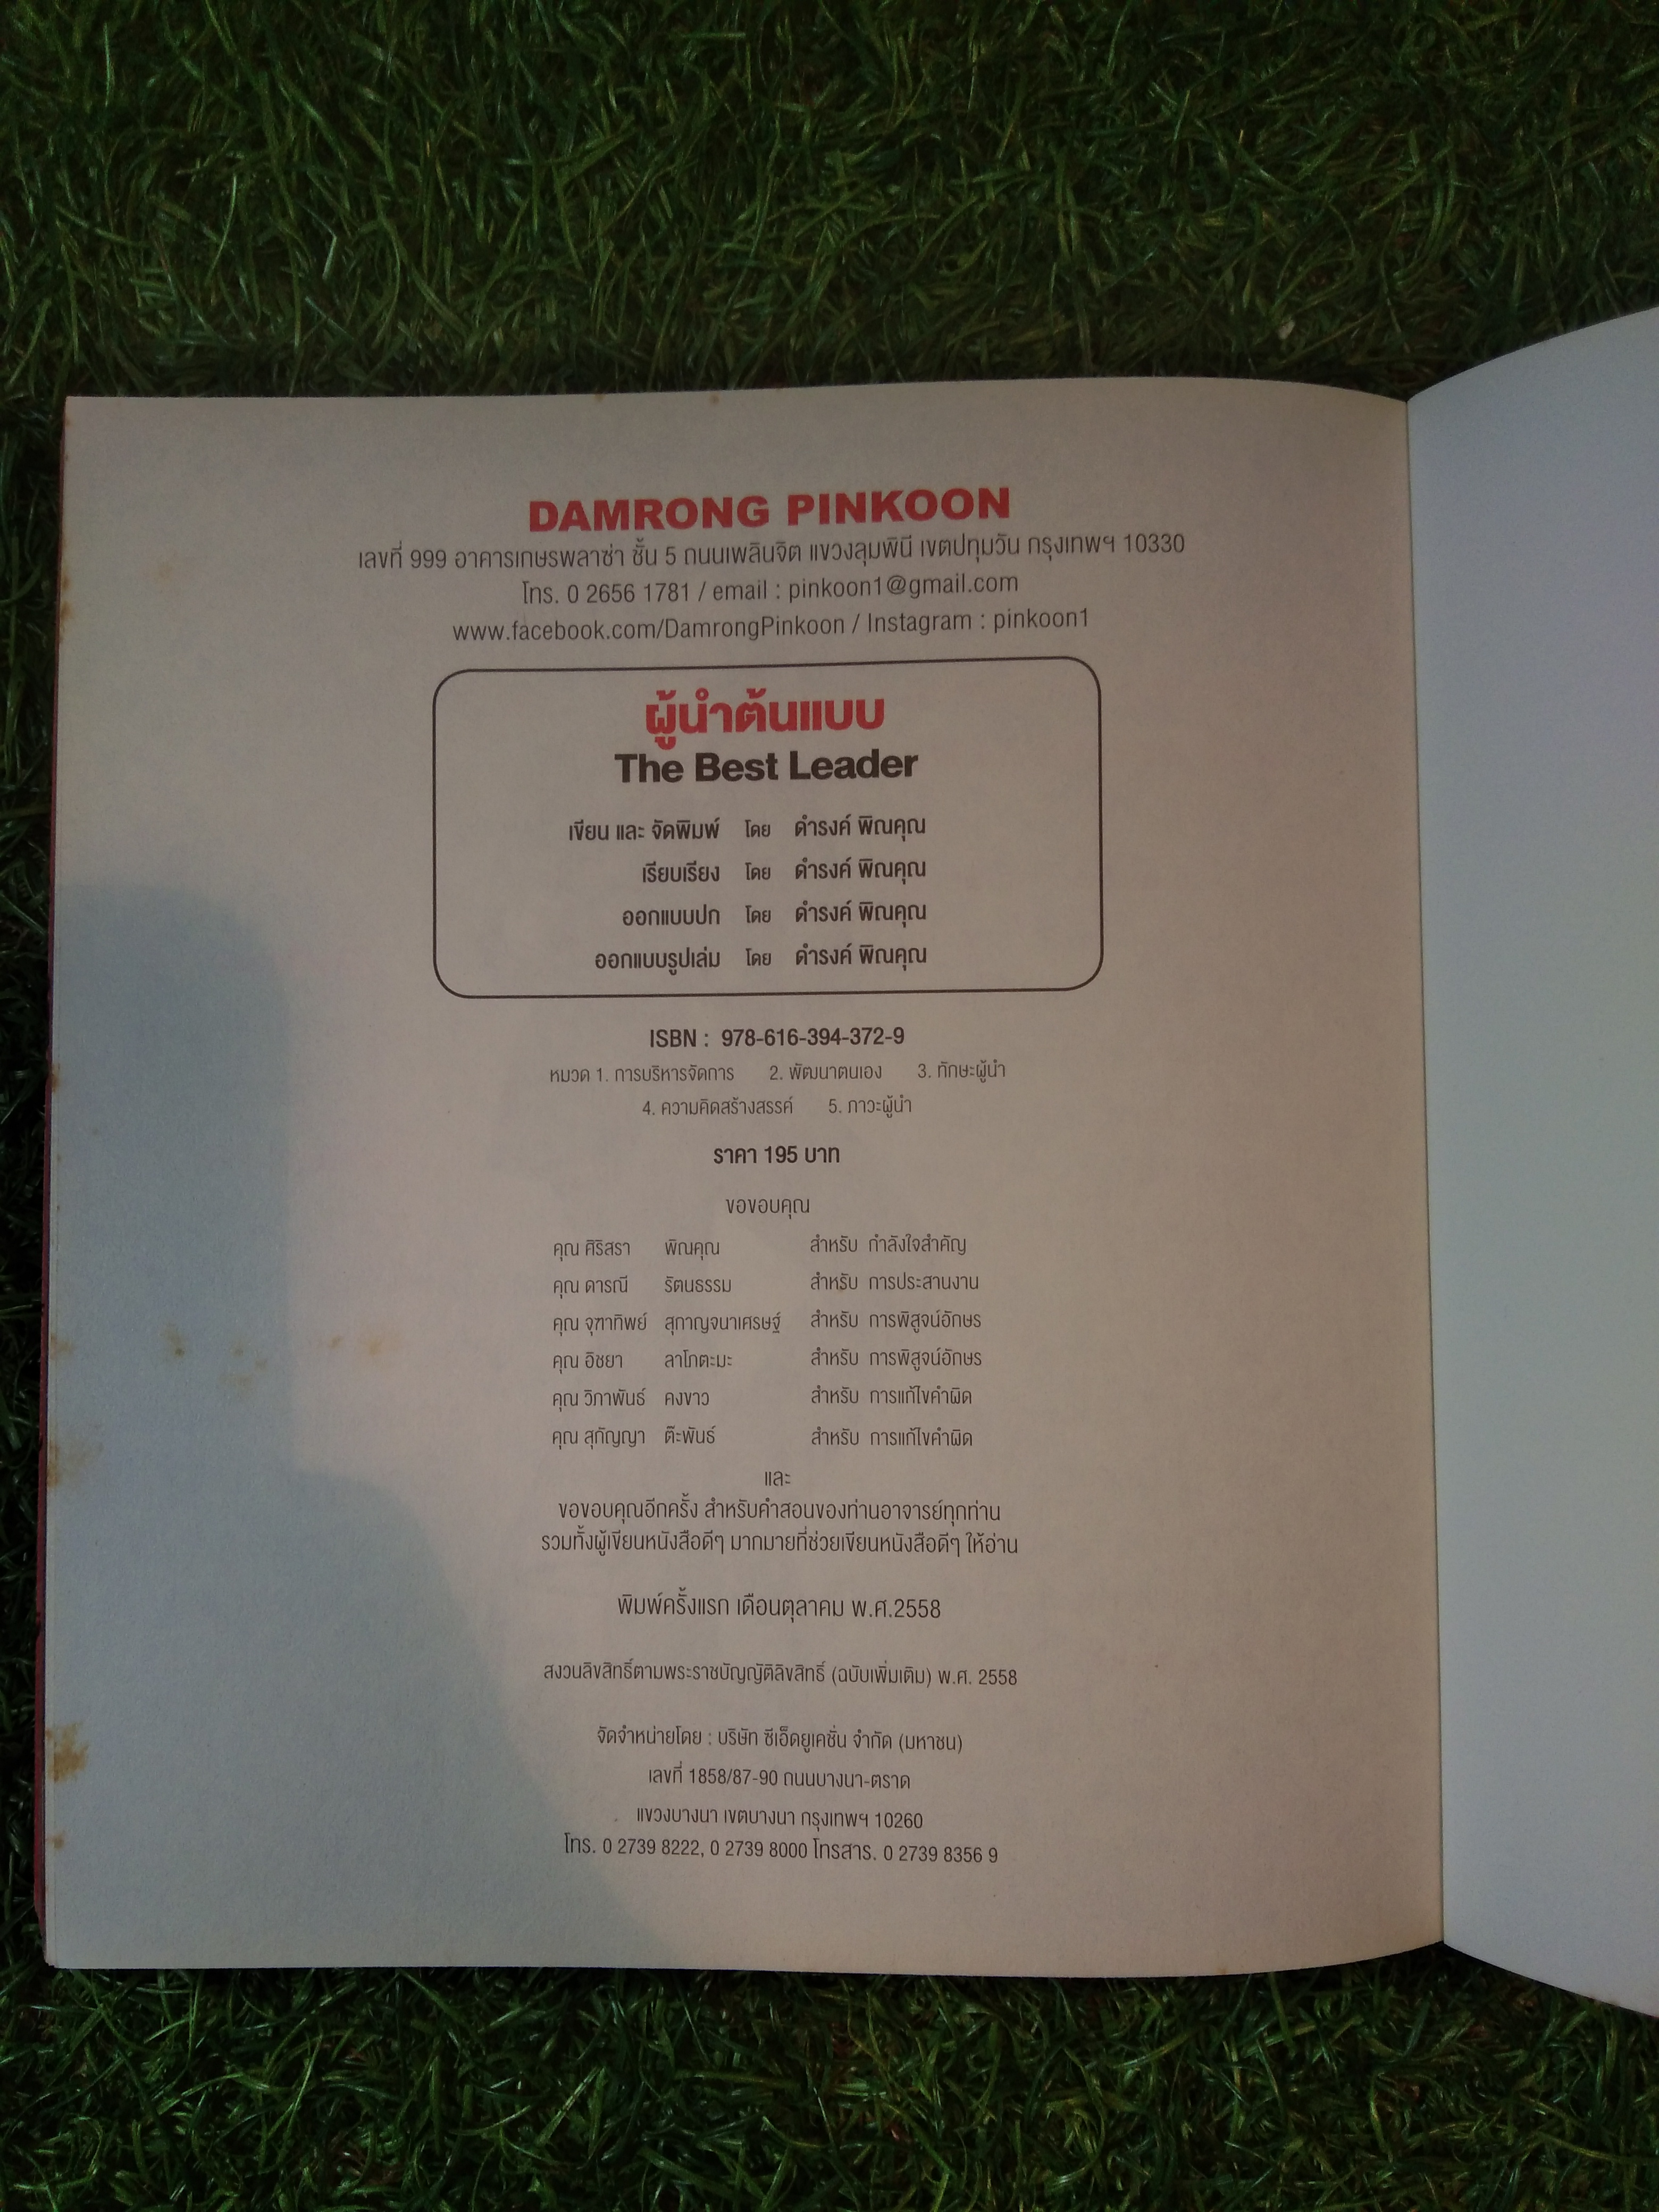 DAMRONG PINKOON
เลขที่ 999 อาคารเกษรพลาซ่า ชั้น 5 ถนนเพลินจิต แขวงลุมพินี เขตปทุมวัน กรุงเทพฯ 10330
โทร. 0 2656 1781 / email : pinkoon1@gmail.com
www.facebook.com/DamrongPinkoon / Instagram : pinkoon1
ผู้นำต้นแบบ
The Best Leader
เขียน และ จัดพิมพ์ โดย ดำรงค์ พิณคุณ
เรียบเรียง โดย ดำรงค์ พิณคุณ
ออกแบบปก โดย ดำรงค์ พิณคุณ
ออกแบบรูปเล่ม โดย ดำรงค์ พิณคุณ
ISBN : 978-616-394-372-9
หมวด 1. การบริหารจัดการ 2. พัฒนาตนเอง 3. ทักษะผู้นำ
4. ความคิดสร้างสรรค์ 5. ภาวะผู้นำ
ราคา 195 บาท
ขอขอบคุณ
คุณ ศิริสรา พิณคุณ สำหรับ กำลังใจสำคัญ
คุณ ดารณี รัตนธรรม สำหรับ การประสานงาน
คุณ จุฑาทิพย์ สุกาญจนาเศรษฐ์ สำหรับ การพิสูจน์อักษร
คุณ อิชยา ลาโภตะมะ สำหรับ การพิสูจน์อักษร
คุณ วิภาพันธ์ คงขาว สำหรับ การแก้ไขคำผิด
คุณ สุกัญญา ต๊ะพันธ์ สำหรับ การแก้ไขคำผิด
และ
ขอขอบคุณอีกครั้ง สำหรับคำสอนของท่านอาจารย์ทุกท่าน
รวมทั้งผู้เขียนหนังสือดีๆ มากมายที่ช่วยเขียนหนังสือดีๆ ให้อ่าน
พิมพ์ครั้งแรก เดือนตุลาคม พ.ศ.2558
สงวนลิขสิทธิ์ตามพระราชบัญญัติลิขสิทธิ์ (ฉบับเพิ่มเติม) พ.ศ. 2558
จัดจำหน่ายโดย : บริษัท ซีเอ็ดยูเคชั่น จำกัด (มหาชน)
เลขที่ 1858/87-90 ถนนบางนา-ตราด
แขวงบางนา เขตบางนา กรุงเทพฯ 10260
โทร. 0 2739 8222, 0 2739 8000 โทรสาร. 0 2739 8356 9